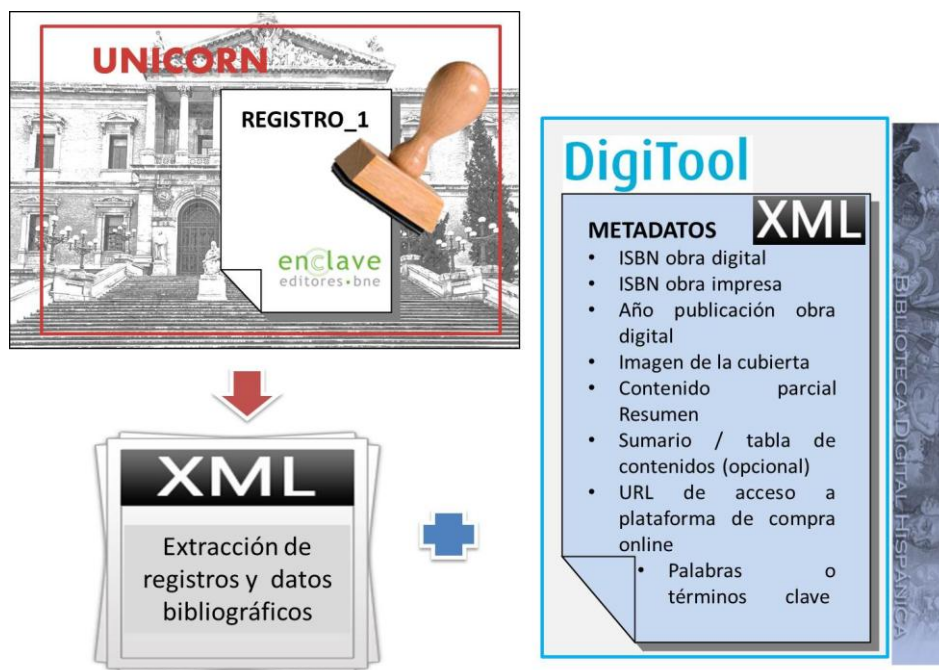 UNICORN
REGISTRO_1
enclave
editores•bne
XML
Extracción de
registros y datos
bibliográficos
DigiTool
XML
METADATOS
• ISBN obra digital
• ISBN obra impresa
• Año publicación obra
digital
• Imagen de la cubierta
• Contenido parcial
Resumen
• Sumario / tabla de
contenidos (opcional)
• URL de acceso a
plataforma de compra
online
• Palabras o
términos clave
BIBLIOTECA DIGITAL HISPÁNICA